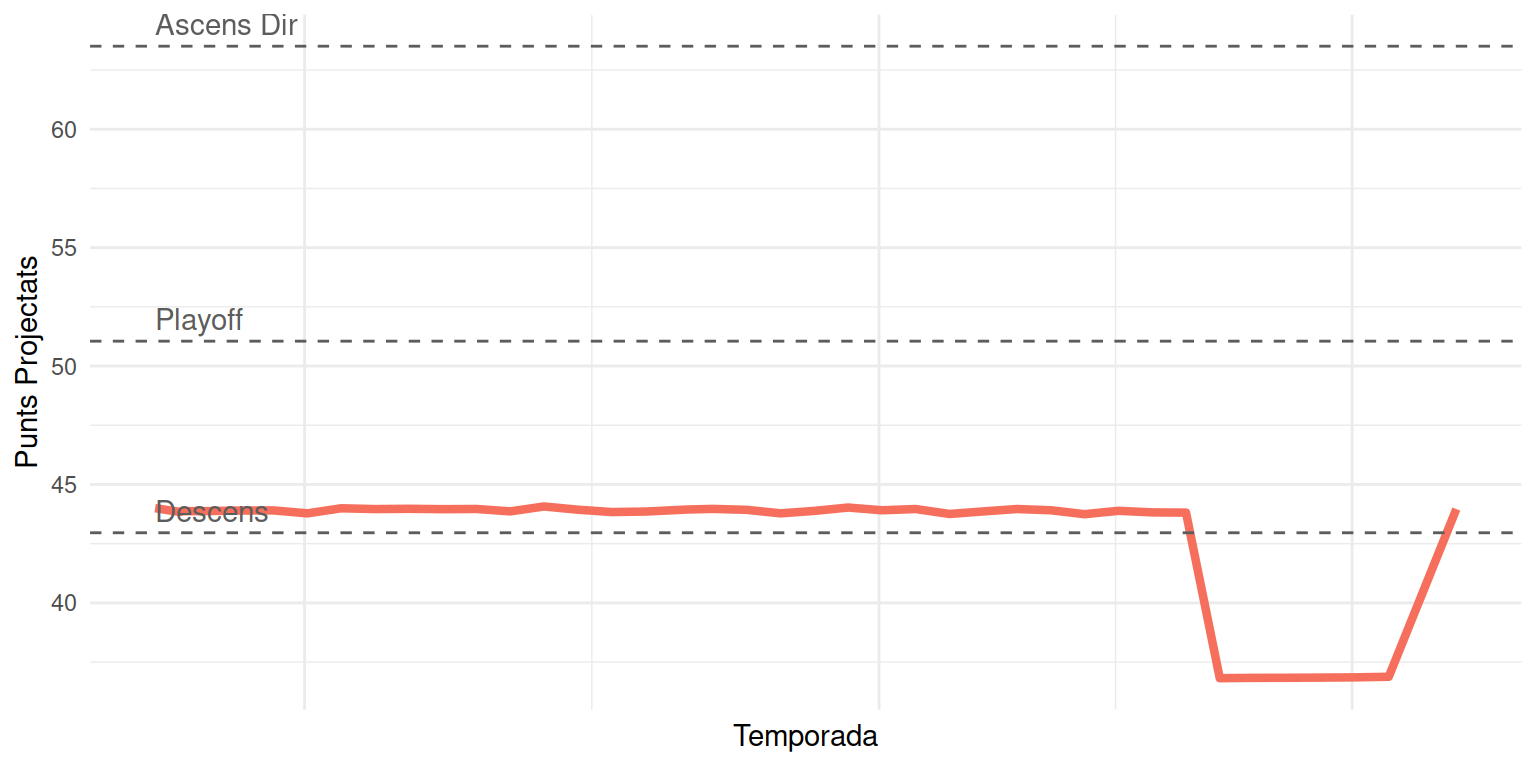 Ascens Dir
60
55
Playoff
50
45
Descens
40
Punts Projectats
Temporada